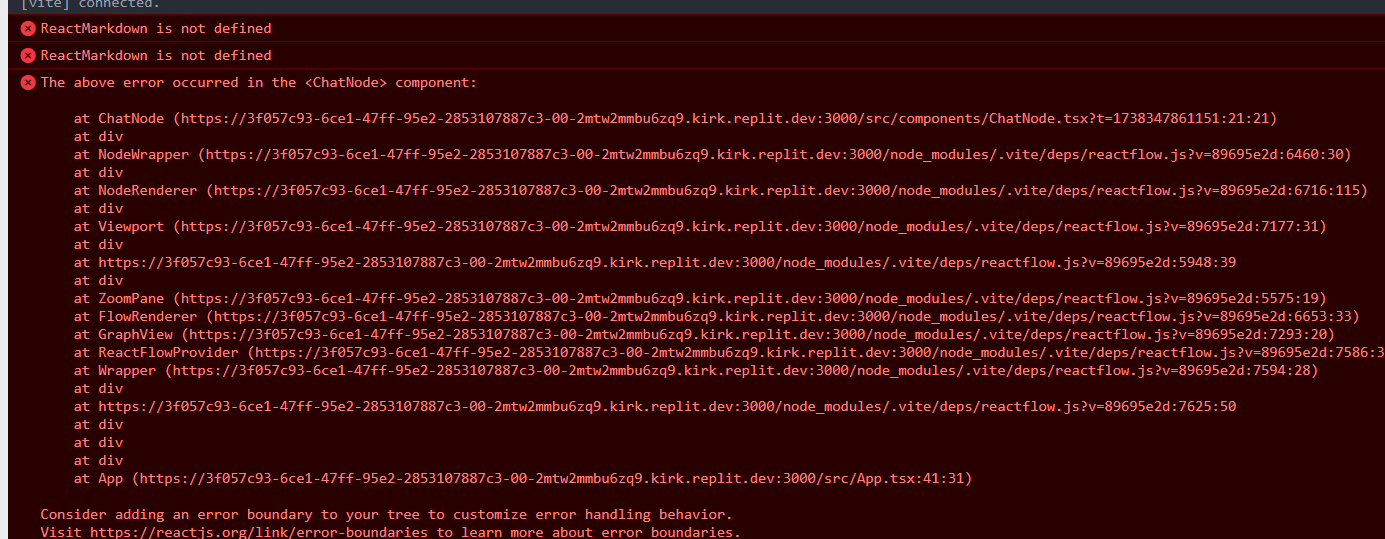 [vite] connected.
ReactMarkdown is not defined
ReactMarkdown is not defined
The above error occurred in the <ChatNode> component:
at ChatNode (https://3f057c93-6ce1-47ff-95e2-2853107887c3-00-2mtw2mmbu6zq9.kirk.replit.dev:3000/src/components/ChatNode.tsx?t=1738347861151:21:21)
at div
at NodeWrapper (https://3f057c93-6ce1-47ff-95e2-2853107887c3-00-2mtw2mmbu6zq9.kirk.replit.dev:3000/node_modules/.vite/deps/reactflow.js?v=89695e2d:6460:30)
at div
at NodeRenderer (https://3f057c93-6ce1-47ff-95e2-2853107887c3-00-2mtw2mmbu6zq9.kirk.replit.dev:3000/node_modules/.vite/deps/reactflow.js?v=89695e2d:6716:115)
at div
at Viewport (https://3f057c93-6ce1-47ff-95e2-2853107887c3-00-2mtw2mmbu6zq9.kirk.replit.dev:3000/node_modules/.vite/deps/reactflow.js?v=89695e2d:7177:31)
at div
at https://3f057c93-6ce1-47ff-95e2-2853107887c3-00-2mtw2mmbu6zq9.kirk.replit.dev:3000/node_modules/.vite/deps/reactflow.js?v=89695e2d:5948:39
at div
at ZoomPane (https://3f057c93-6ce1-47ff-95e2-2853107887c3-00-2mtw2mmbu6zq9.kirk.replit.dev:3000/node_modules/.vite/deps/reactflow.js?v=89695e2d:5575:19)
at FlowRenderer (https://3f057c93-6ce1-47ff-95e2-2853107887c3-00-2mtw2mmbu6zq9.kirk.replit.dev:3000/node_modules/.vite/deps/reactflow.js?v=89695e2d:6653:33)
at GraphView (https://3f057c93-6ce1-47ff-95e2-2853107887c3-00-2mtw2mmbu6zq9.kirk.replit.dev:3000/node_modules/.vite/deps/reactflow.js?v=89695e2d:7293:20)
at ReactFlowProvider (https://3f057c93-6ce1-47ff-95e2-2853107887c3-00-2mtw2mmbu6zq9.kirk.replit.dev:3000/node_modules/.vite/deps/reactflow.js?v=89695e2d:7586:3
at Wrapper (https://3f057c93-6ce1-47ff-95e2-2853107887c3-00-2mtw2mmbu6zq9.kirk.replit.dev:3000/node_modules/.vite/deps/reactflow.js?v=89695e2d:7594:28)
at div
at https://3f057c93-6ce1-47ff-95e2-2853107887c3-00-2mtw2mmbu6zq9.kirk.replit.dev:3000/node_modules/.vite/deps/reactflow.js?v=89695e2d:7625:50
at div
at div
at div
at App (https://3f057c93-6ce1-47ff-95e2-2853107887c3-00-2mtw2mmbu6zq9.kirk.replit.dev:3000/src/App.tsx:41:31)
Consider adding an error boundary to your tree to customize error handling behavior.
Visit https://reactjs.org/link/error-boundaries to learn more about error boundaries.